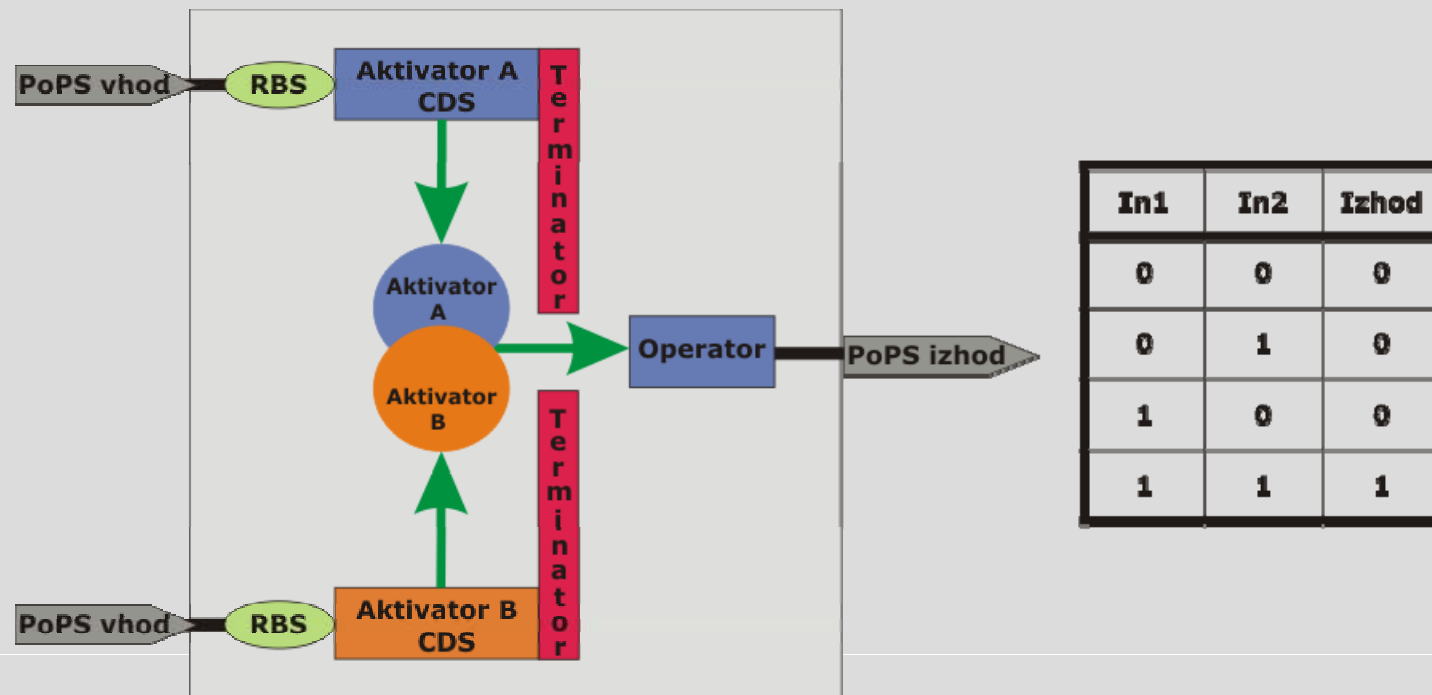 PoPS vhod
RBS
Aktivator A
CDS
Terminator
Aktivator
A
Aktivator
B
Operator
PoPS izhod
Terminator
PoPS vhod
RBS
Aktivator B
CDS
In1 In2 Izhod
0 0 0
0 1 0
1 0 0
1 1 1